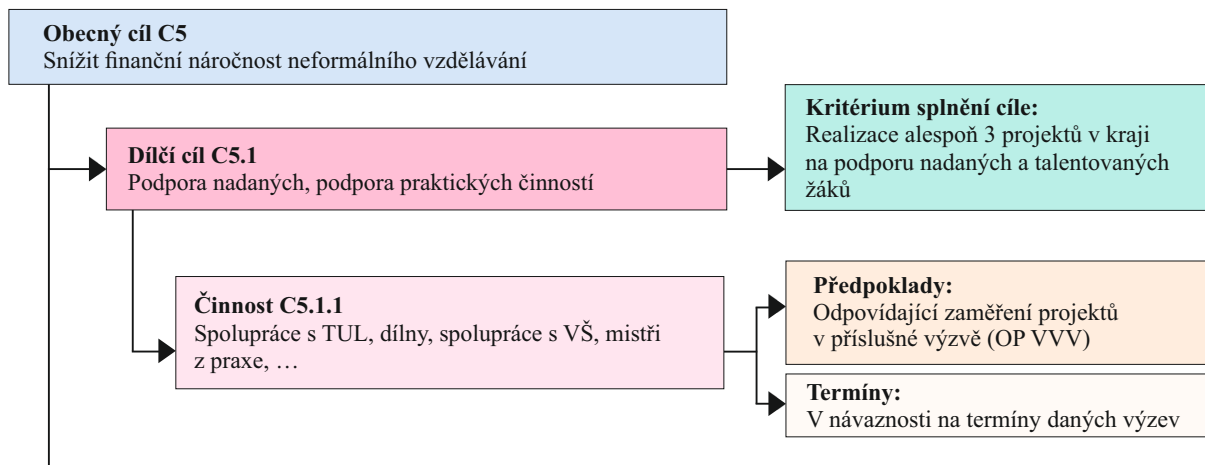 Obecný cíl C5
Snížit finanční náročnost neformálního vzdělávání
Kritérium splnění cíle:
Realizace alespoň 3 projektů v kraji
na podporu nadaných a talentovaných
žáků
Dílčí cíl C5.1
Podpora nadaných, podpora praktických činností
Činnost C5.1.1
Spolupráce s TUL, dílny, spolupráce s VŠ, mistři
z praxe, …
Předpoklady:
Odpovídající zaměření projektů
v příslušné výzvě (OP VVV)
Termíny:
V návaznosti na termíny daných výzev